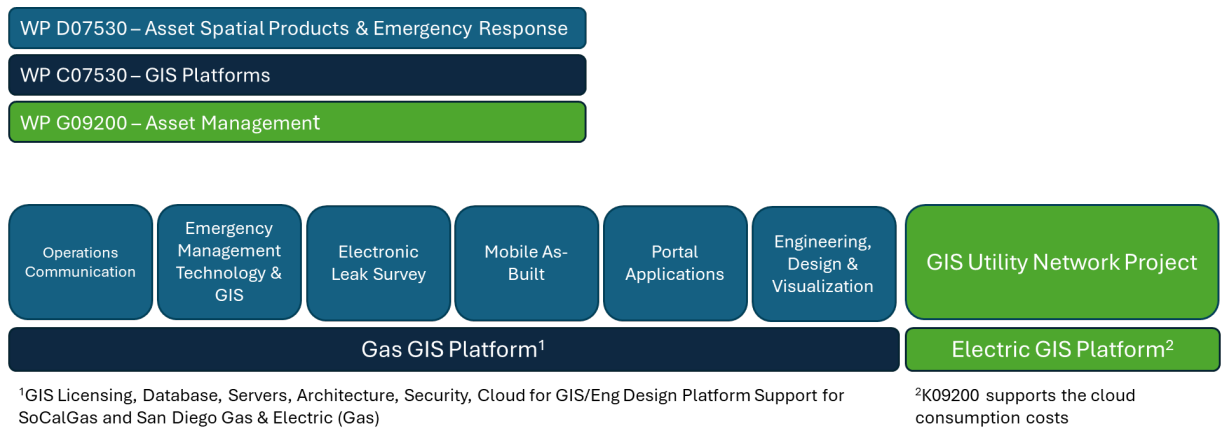 WP D07530 – Asset Spatial Products & Emergency Response
WP C07530 – GIS Platforms
WP G09200 – Asset Management
Operations
Communication
Emergency
Management
Technology &
GIS
Electronic
Leak Survey
Mobile As-
Built
Portal
Applications
Engineering,
Design &
Visualization
GIS Utility Network Project
Gas GIS Platform¹
Electric GIS Platform²
¹GIS Licensing, Database, Servers, Architecture, Security, Cloud for GIS/Eng Design Platform Support for
SoCalGas and San Diego Gas & Electric (Gas)
²K09200 supports the cloud
consumption costs